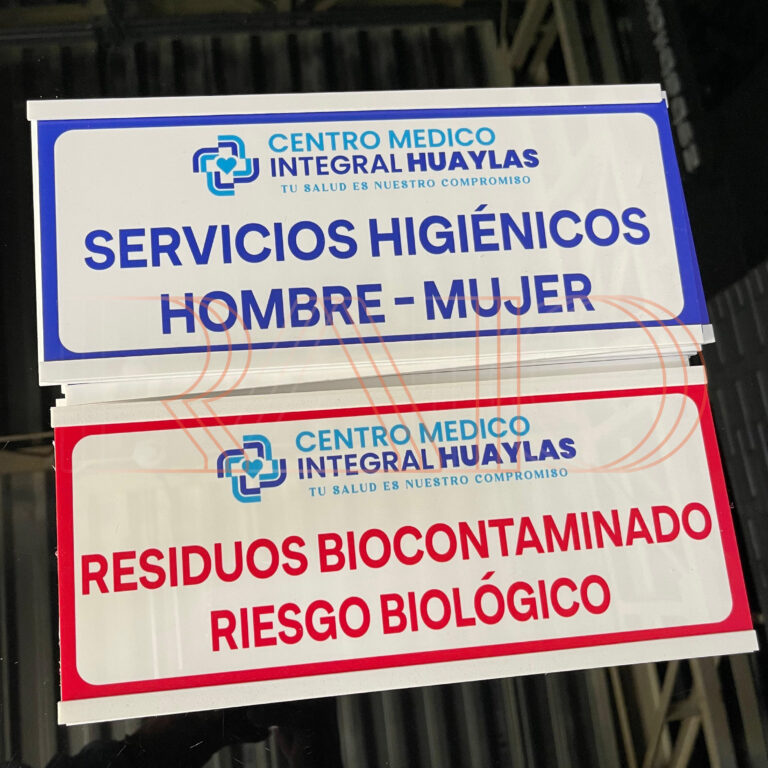 CENTRO MEDICO
INTEGRAL HUAYLAS
TU SALUD ES NUESTRO COMPROMISO
SERVICIOS HIGIÉNICOS
HOMBRE - MUJER
CENTRO MEDICO
INTEGRAL HUAYLAS
TU SALUD ES NUESTRO COMPROMISO
RESIDUOS BIOCONTAMINADO
RIESGO BIOLÓGICO